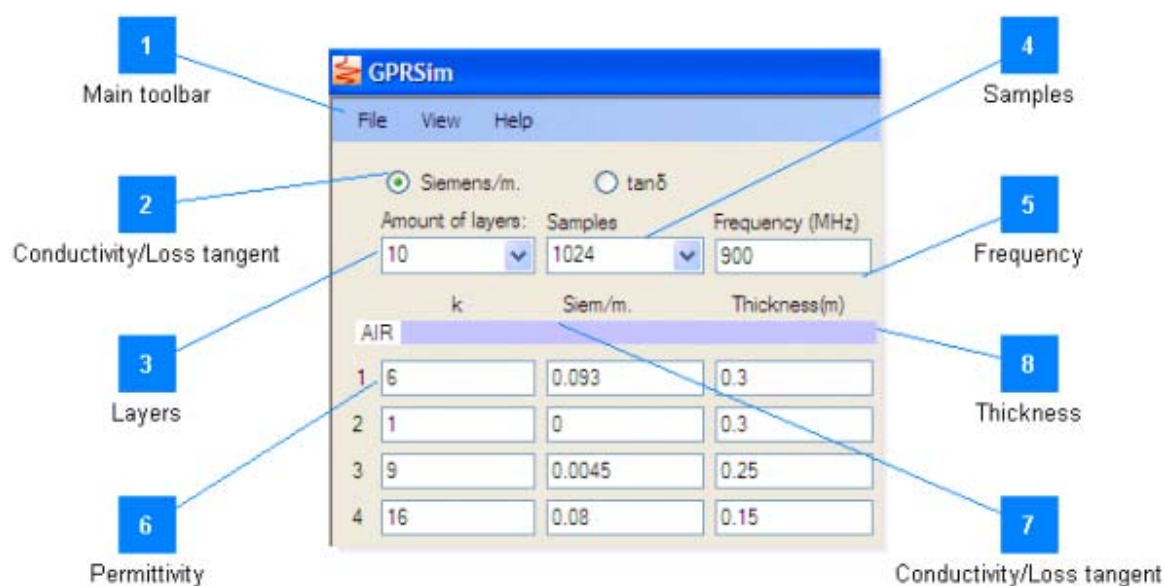 1
Main toolbar
4
Samples
GPRSim
File View Help
2
Conductivity/Loss tangent
Siemens/m. tanδ
5
Frequency
Amount of layers: Samples Frequency (MHz)
10 1024 900
k Siem/m. Thickness(m)
AIR
3
Layers
8
Thickness
1 6 0.093 0.3
2 1 0 0.3
3 9 0.0045 0.25
4 16 0.08 0.15
6
Permittivity
7
Conductivity/Loss tangent